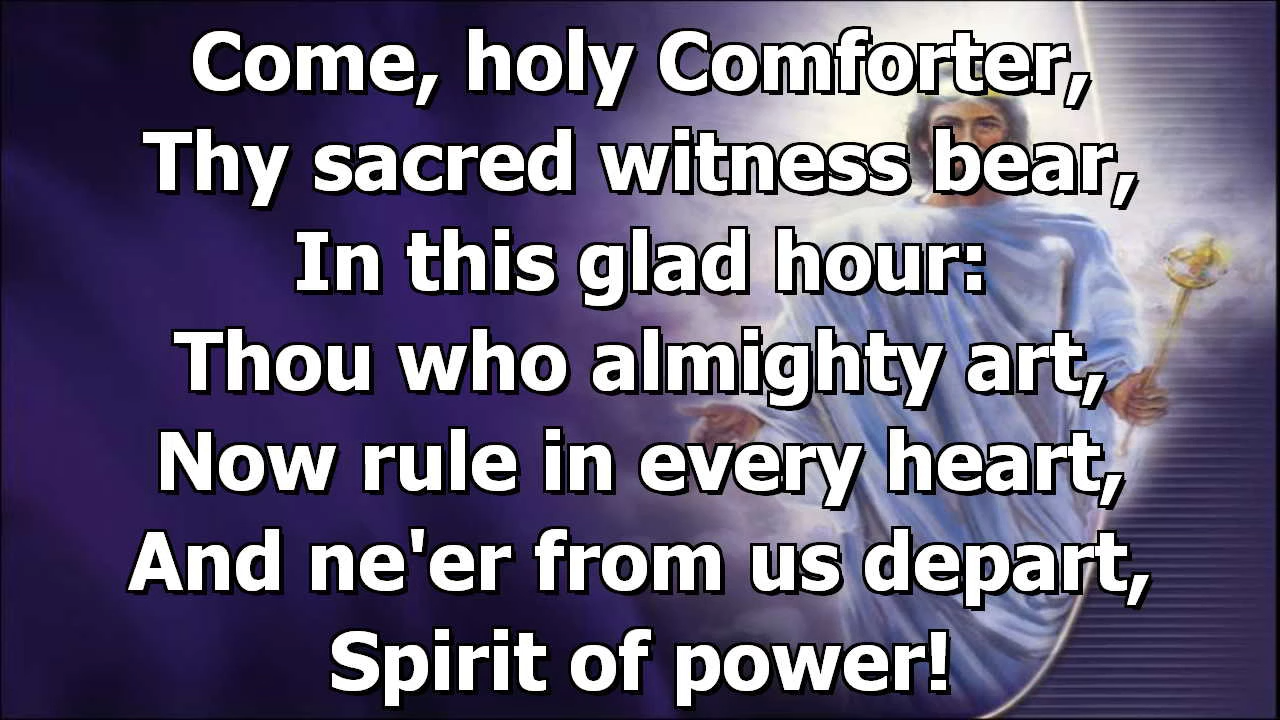 Come, holy Comforter,
Thy sacred witness bear,
In this glad hour:
Thou who almighty art,
Now rule in every heart,
And ne'er from us depart,
Spirit of power!